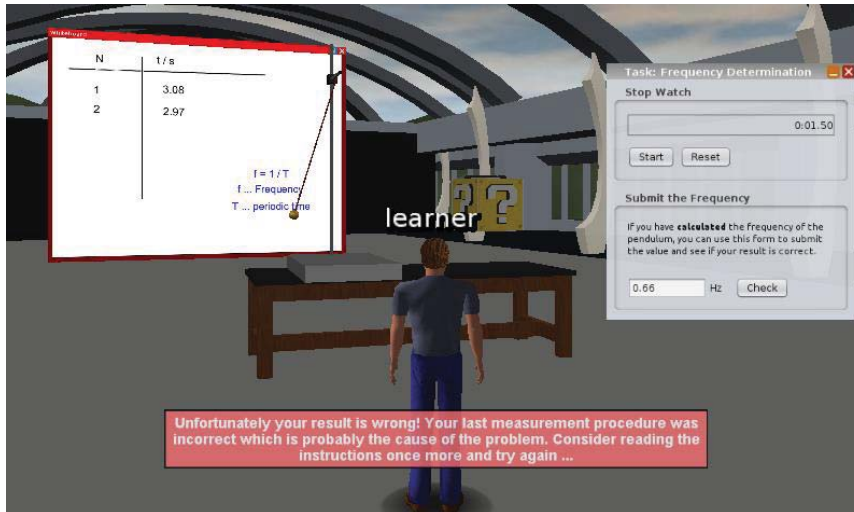 Whiteboard
N t / s
1 3.08
2 2.97
f = 1 / T
f ... Frequency
T ... periodic time
learner
? ?
Task: Frequency Determination
Stop Watch
0:01.50
Start Reset
Submit the Frequency
If you have calculated the frequency of the
pendulum, you can use this form to submit
the value and see if your result is correct.
0.66 Hz Check
Unfortunately your result is wrong! Your last measurement procedure was
incorrect which is probably the cause of the problem. Consider reading the
instructions once more and try again ...